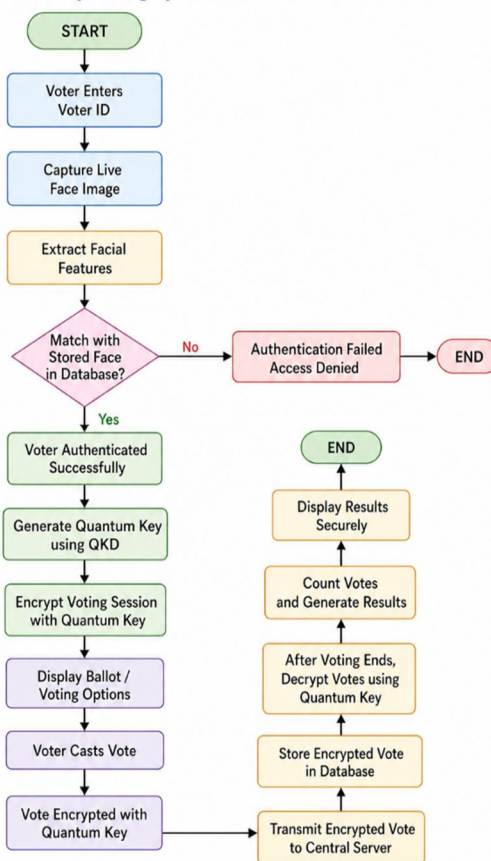 START
Voter Enters
Voter ID
Capture Live
Face Image
Extract Facial
Features
Match with
Stored Face
in Database?
No
Authentication Failed
Access Denied
END
Yes
Voter Authenticated
Successfully
Generate Quantum Key
using QKD
Encrypt Voting Session
with Quantum Key
Display Ballot /
Voting Options
Voter Casts Vote
Vote Encrypted with
Quantum Key
Transmit Encrypted Vote
to Central Server
Store Encrypted Vote
in Database
After Voting Ends,
Decrypt Votes using
Quantum Key
Count Votes
and Generate Results
Display Results
Securely
END